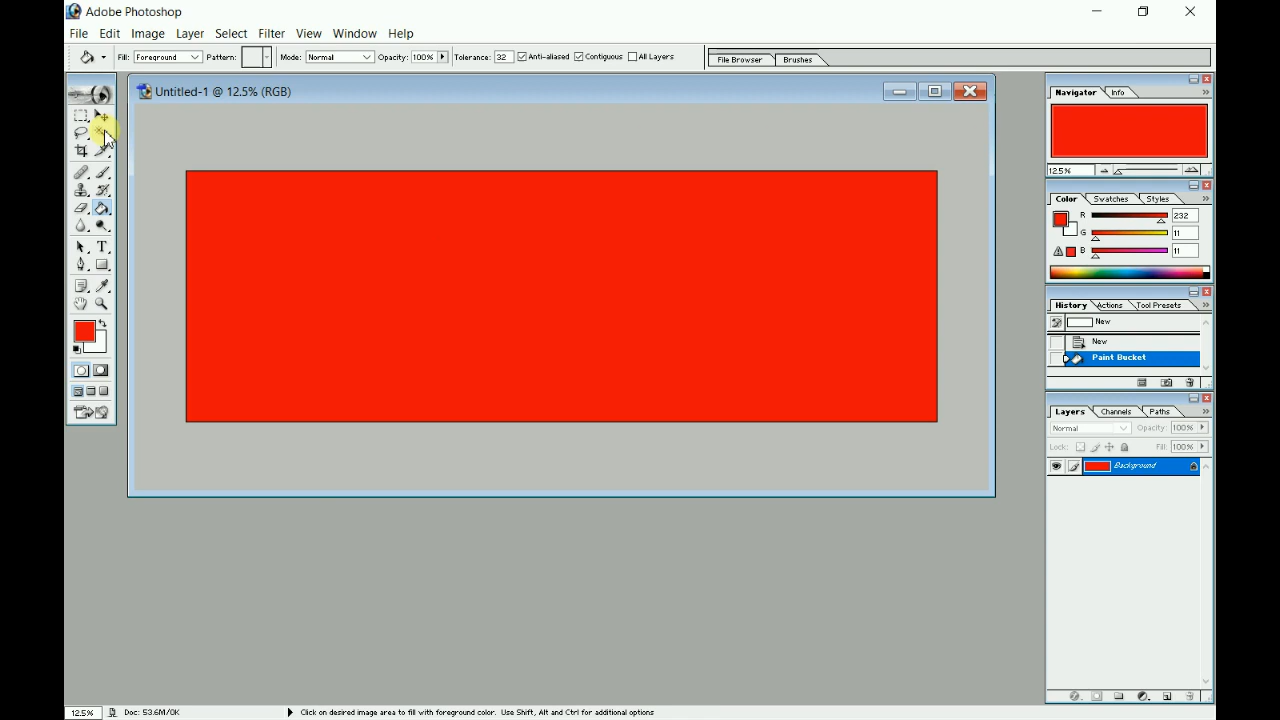 Adobe Photoshop
File Edit Image Layer Select Filter View Window Help
Fill: Foreground Pattern: Mode: Normal Opacity: 100% Tolerance: 32 Anti-aliased Contiguous All Layers File Browser Brushes
Untitled-1 @ 12.5% (RGB)
Navigator Info
12.5%
Color Swatches Styles
R 232
G 11
B 11
History Actions Tool Presets
New
New
Paint Bucket
Layers Channels Paths
Normal Opacity: 100%
Lock: Fill: 100%
Background
12.5% Doc: 53.6M/0K Click on desired image area to fill with foreground color. Use Shift, Alt and Ctrl for additional options